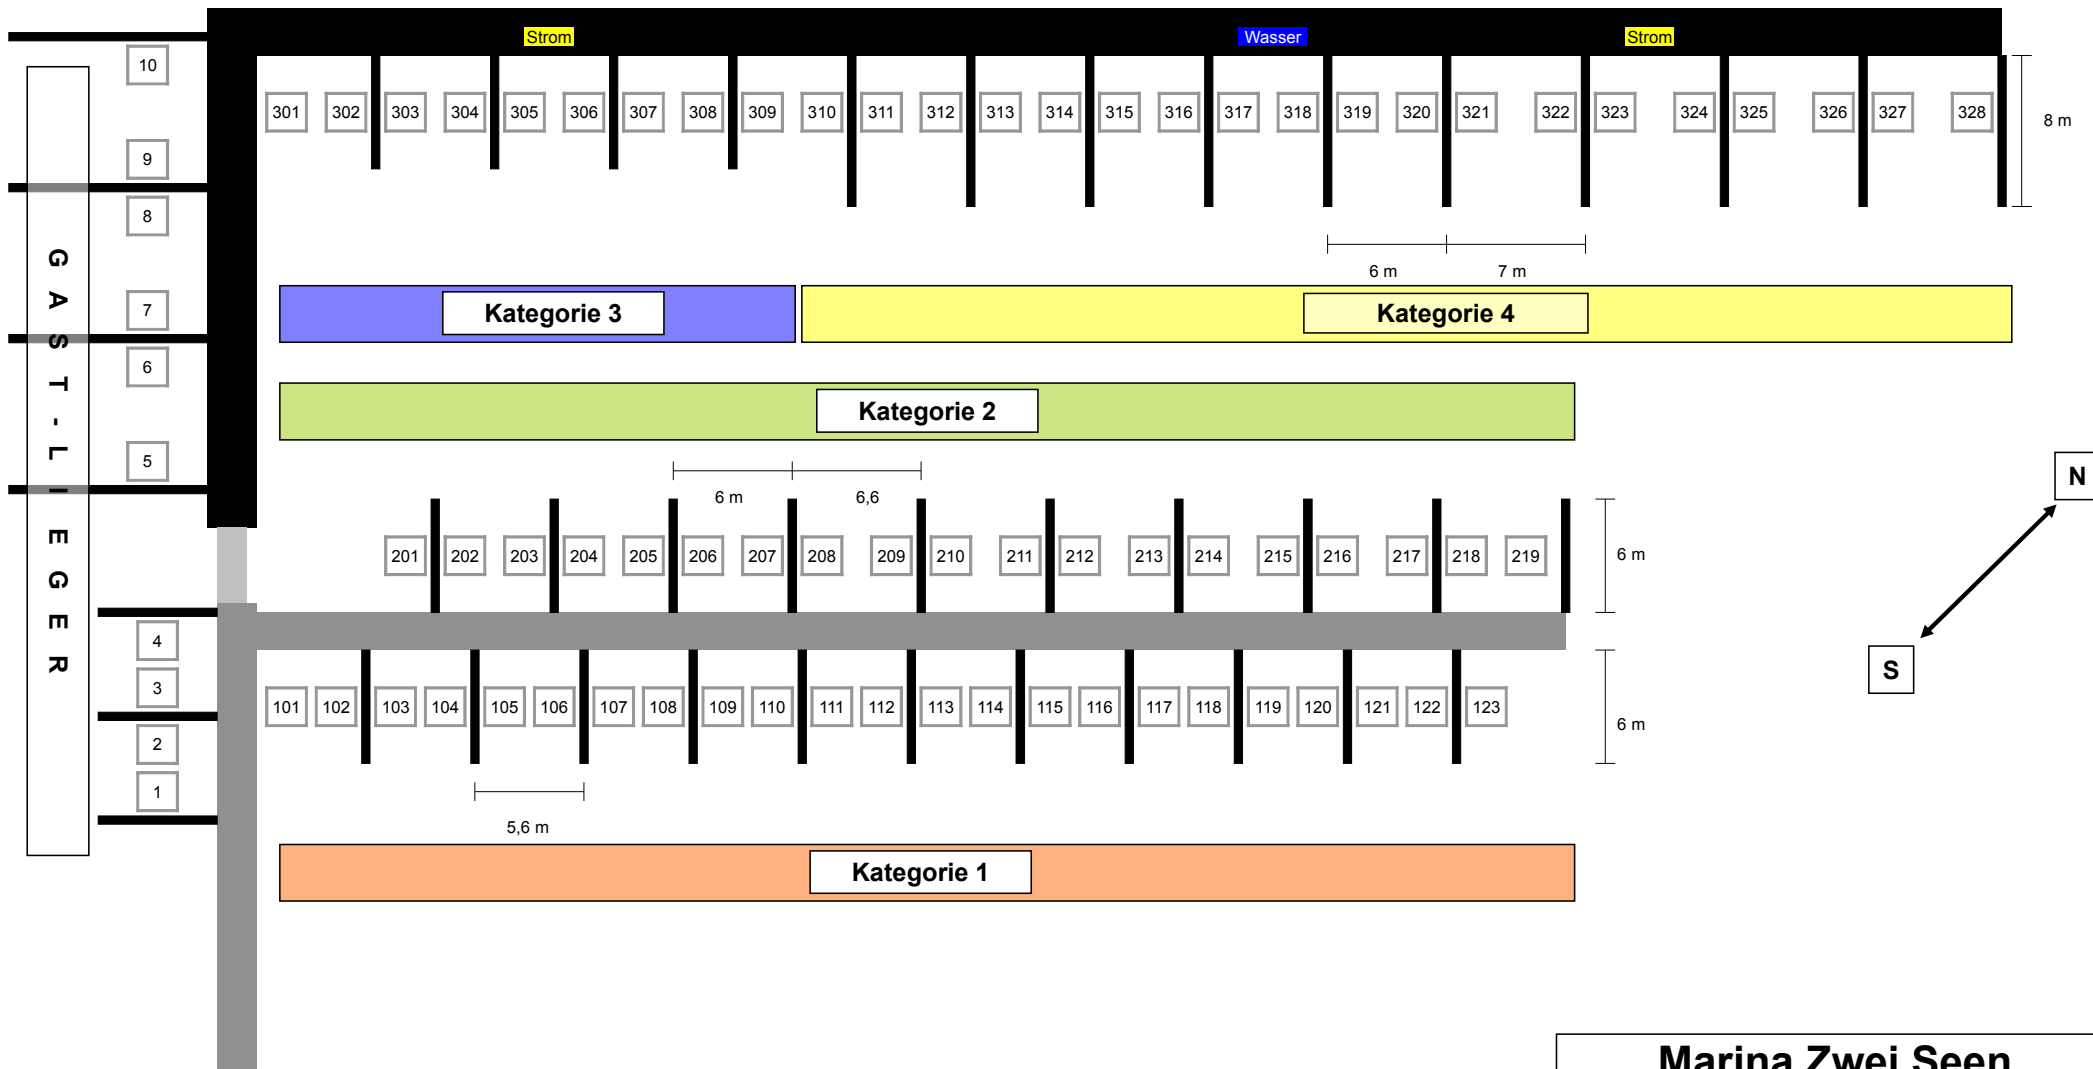 Strom Wasser Strom
10
301 302 303 304 305 306 307 308 309 310 311 312 313 314 315 316 317 318 319 320 321 322 323 324 325 326 327 328
8 m
9
8
6 m 7 m
7
Kategorie 3 Kategorie 4
6
Kategorie 2
5
GAST-LIEGER
6 m 6,6
N
201 202 203 204 205 206 207 208 209 210 211 212 213 214 215 216 217 218 219
6 m
4
S
3
101 102 103 104 105 106 107 108 109 110 111 112 113 114 115 116 117 118 119 120 121 122 123
6 m
2
1
5,6 m
Kategorie 1
Marina Zwei Seen